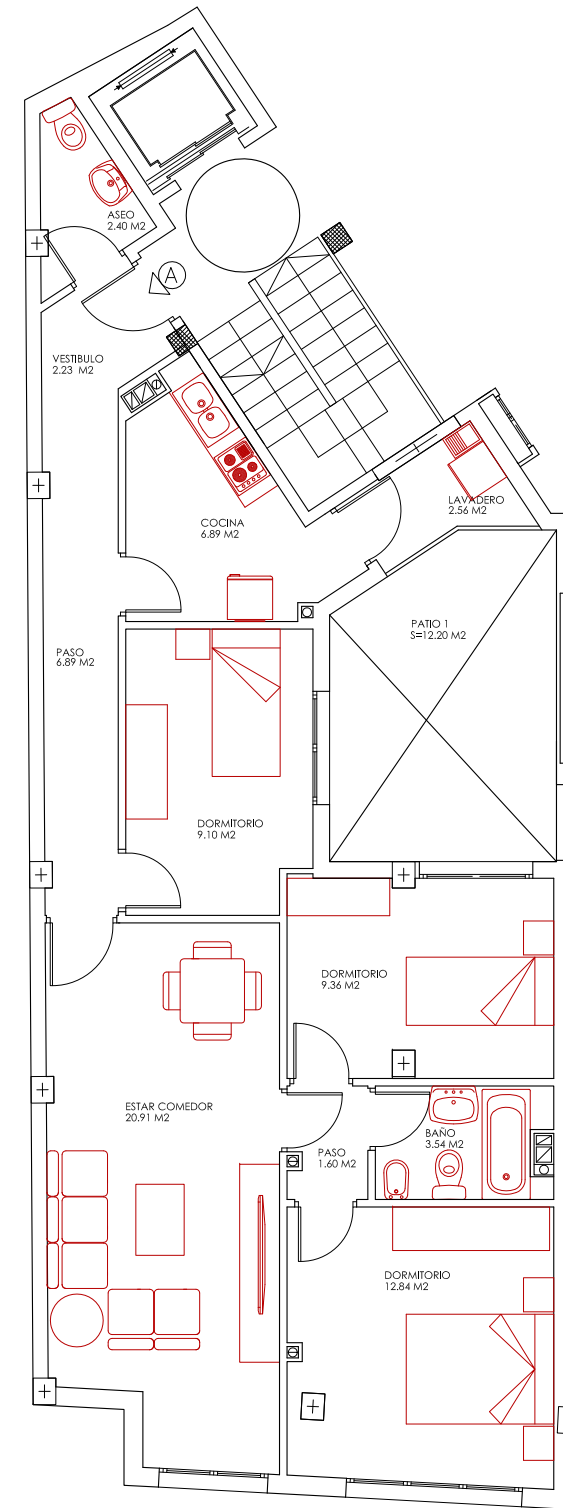 ASEO
2.40 M2
A
VESTIBULO
2.23 M2
LAVADERO
2.56 M2
COCINA
6.89 M2
PATIO 1
S=12.20 M2
PASO
6.89 M2
DORMITORIO
9.10 M2
DORMITORIO
9.36 M2
ESTAR COMEDOR
20.91 M2
BAÑO
3.54 M2
PASO
1.60 M2
DORMITORIO
12.84 M2